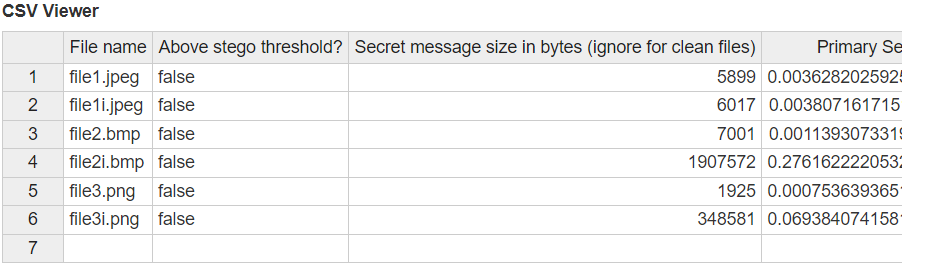 CSV Viewer
File name Above stego threshold? Secret message size in bytes (ignore for clean files) Primary Se
1 file1.jpeg false 5899 0.0036282025925
2 file1i.jpeg false 6017 0.003807161715
3 file2.bmp false 7001 0.001139307331
4 file2i.bmp false 1907572 0.276162222053
5 file3.png false 1925 0.000753639365
6 file3i.png false 348581 0.069384074158
7